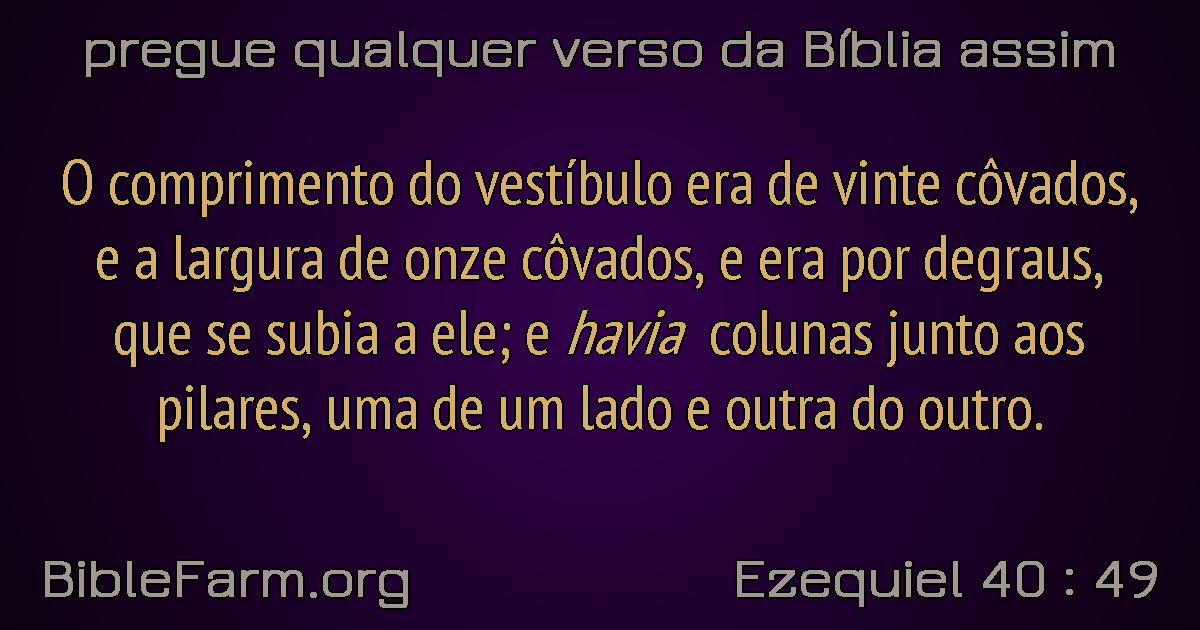 pregue qualquer verso da Bíblia assim
O comprimento do vestíbulo era de vinte côvados,
e a largura de onze côvados, e era por degraus,
que se subia a ele; e havia colunas junto aos
pilares, uma de um lado e outra do outro.
BibleFarm.org
Ezequiel 40 : 49